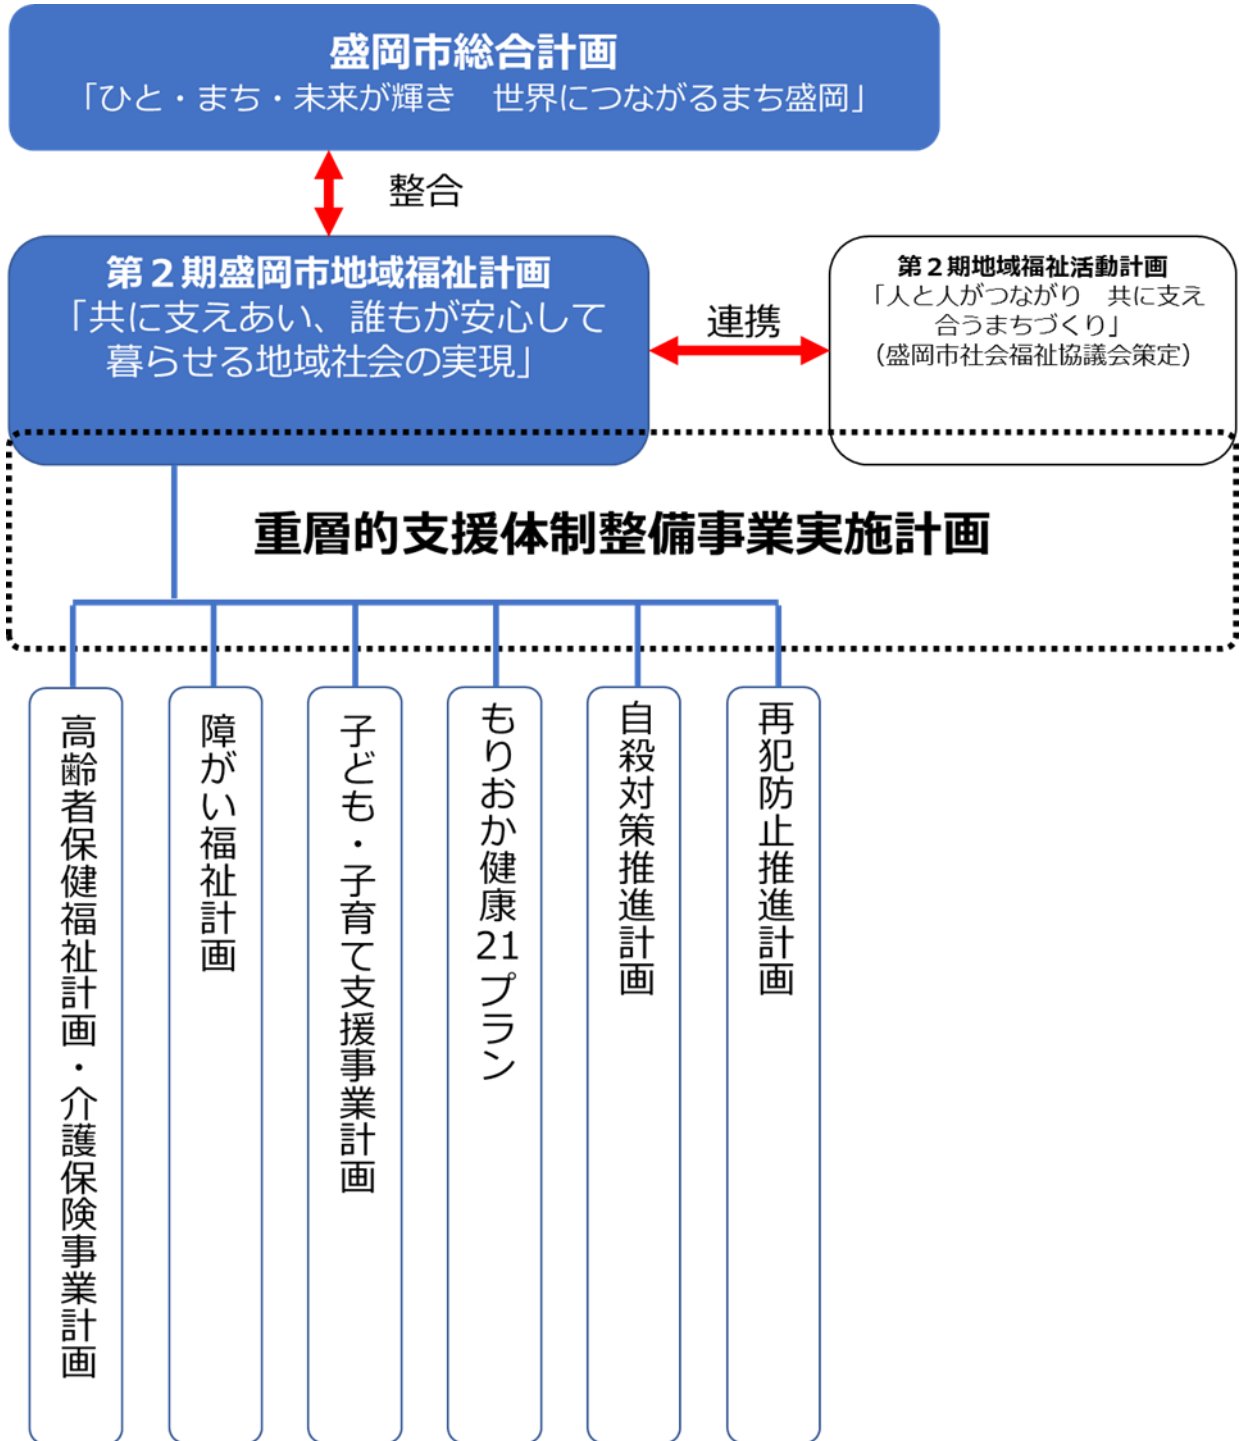 盛岡市総合計画
「ひと・まち・未来が輝き　世界につながるまち盛岡」
整合
第２期盛岡市地域福祉計画
「共に支えあい、誰もが安心して
暮らせる地域社会の実現」
連携
第２期地域福祉活動計画
「人と人がつながり　共に支え
合うまちづくり」
（盛岡市社会福祉協議会策定）
重層的支援体制整備事業実施計画
高齢者保健福祉計画・介護保険事業計画
障がい福祉計画
子ども・子育て支援事業計画
もりおか健康21プラン
自殺対策推進計画
再犯防止推進計画